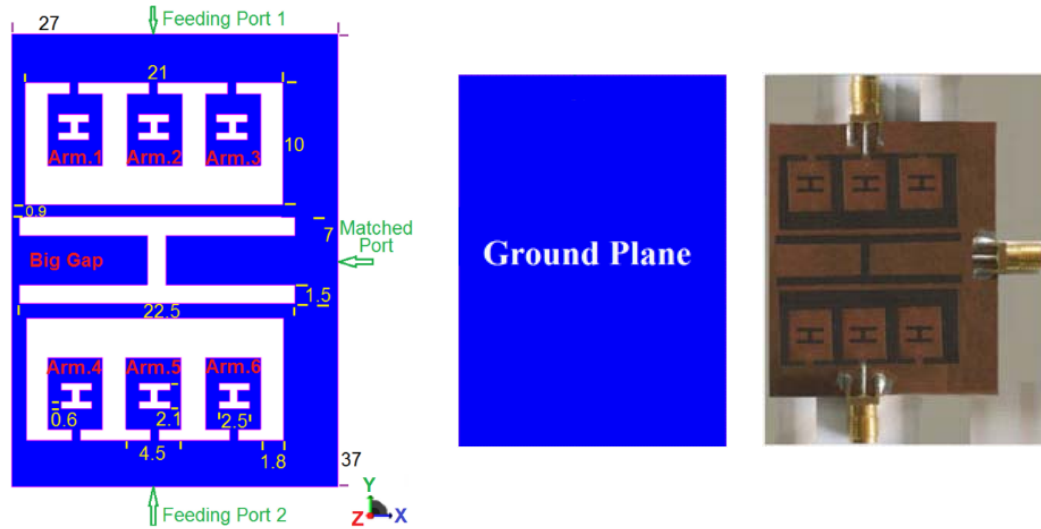 27
Feeding Port 1
21
Arm.1 Arm.2 Arm.3
10
0.9
7
Matched
Port
Big Gap
1.5
22.5
Ground Plane
Arm.4 Arm.5 Arm.6
0.6
2.1
'2.5'
4.5
1.8
37
Y
Z
X
Feeding Port 2